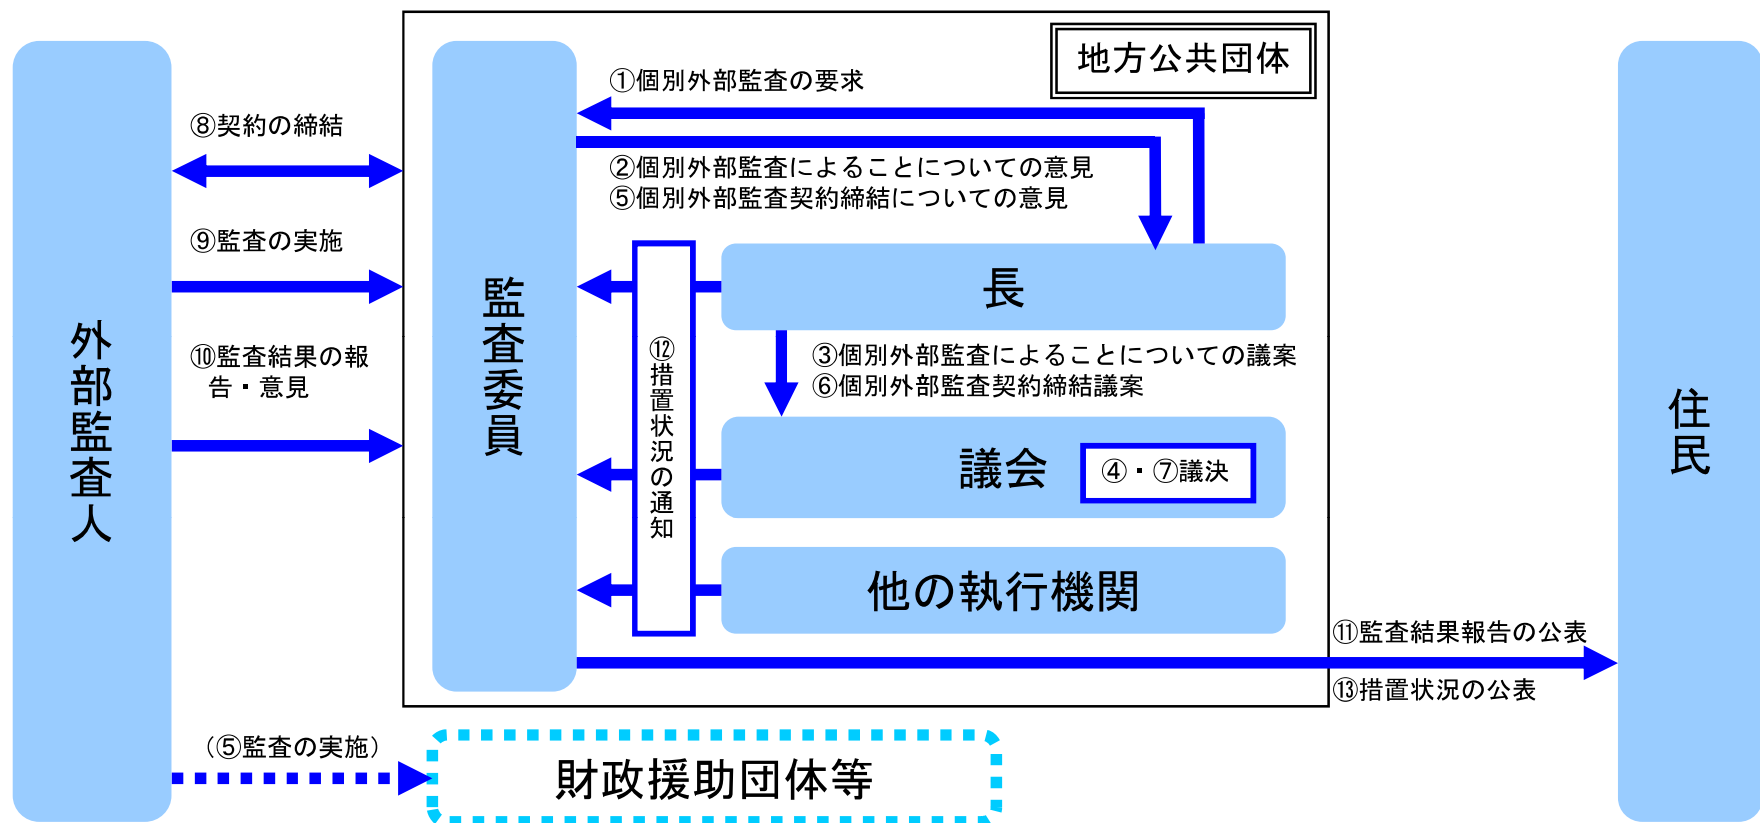 地方公共団体
①個別外部監査の要求
⑧契約の締結
②個別外部監査によることについての意見
⑤個別外部監査契約締結についての意見
⑨監査の実施
長
監査委員
外部監査人
⑩監査結果の報
告・意見
⑫措置状況の通知
③個別外部監査によることについての議案
⑥個別外部監査契約締結議案
議会
④・⑦議決
住民
他の執行機関
⑪監査結果報告の公表
⑬措置状況の公表
（⑤監査の実施）
財政援助団体等